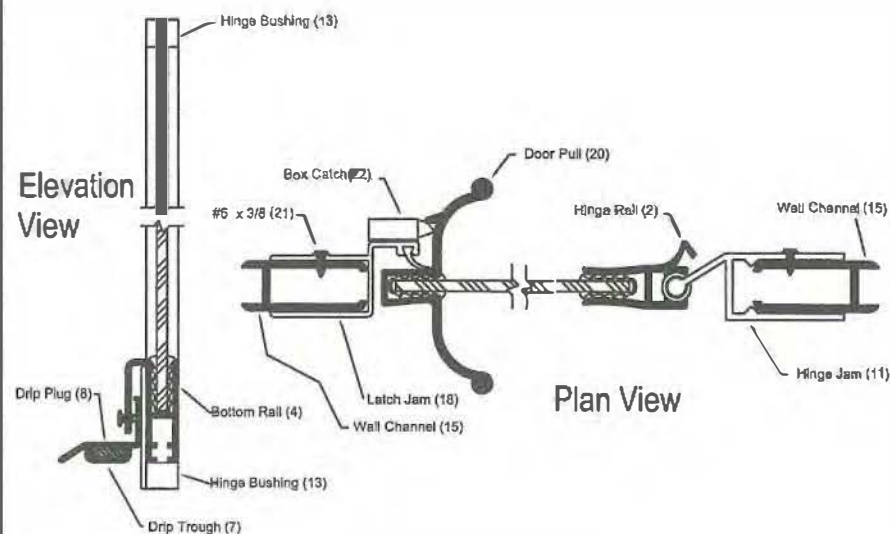 Hinge Bushing (13)
Elevation
View
Door Pull (20)
Box Catch(22)
#6 x 3/8 (21)
Hinge Rail (2)
Wall Channel (15)
Drip Plug (8)
Bottom Rail (4)
Latch Jam (18)
Wall Channel (15)
Plan View
Hinge Jam (11)
Hinge Bushing (13)
Drip Trough (7)